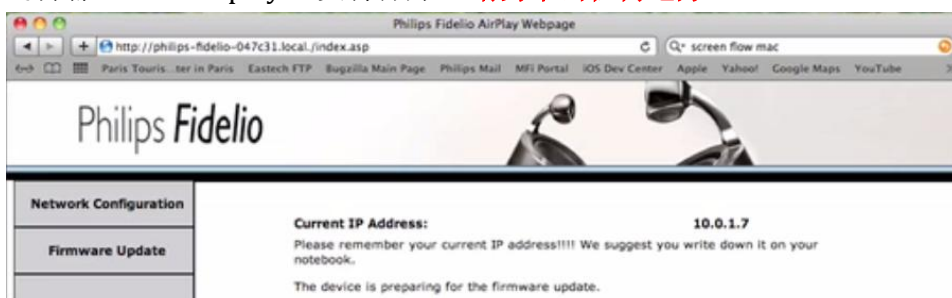 Philips Fidelio AirPlay Webpage
http://philips-fidelio-047c31.local./index.asp
screen flow mac
Paris Touris...ter in Paris Eastech FTP Bugzilla Main Page Philips Mail MFi Portal iOS Dev Center Apple Yahoo! Google Maps YouTube
Philips Fidelio
Network Configuration
Firmware Update
Current IP Address: 10.0.1.7
Please remember your current IP address!!!! We suggest you write down it on your
notebook.
The device is preparing for the firmware update.